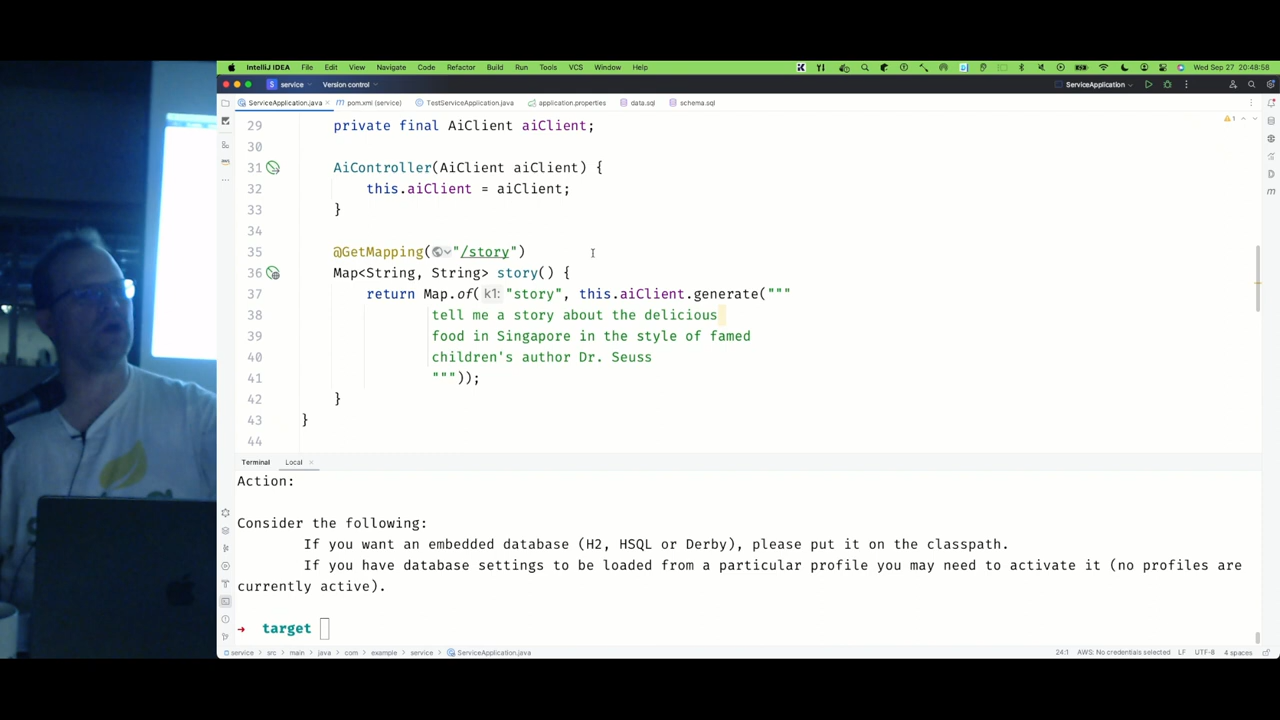 IntelliJ IDEA File Edit View Navigate Code Refactor Build Run Tools VCS Window Help Wed Sep 27 20:48:58
S service Version control ServiceApplication
ServiceApplication.java pom.xml (service) TestServiceApplication.java application.properties data.sql schema.sql
29 private final AiClient aiClient; 1
30
31 AiController(AiClient aiClient) {
32 this.aiClient = aiClient;
33 }
34
35 @GetMapping("/story")
36 Map<String, String> story() {
37 return Map.of( k1: "story", this.aiClient.generate("""
38 tell me a story about the delicious
39 food in Singapore in the style of famed
40 children's author Dr. Seuss
41 """));
42 }
43 }
44
Terminal Local
Action:
Consider the following:
If you want an embedded database (H2, HSQL or Derby), please put it on the classpath.
If you have database settings to be loaded from a particular profile you may need to activate it (no profiles are
currently active).
→ target
service > src > main > java > com > example > service > ServiceApplication.java 24:1 AWS: No credentials selected LF UTF-8 4 spaces